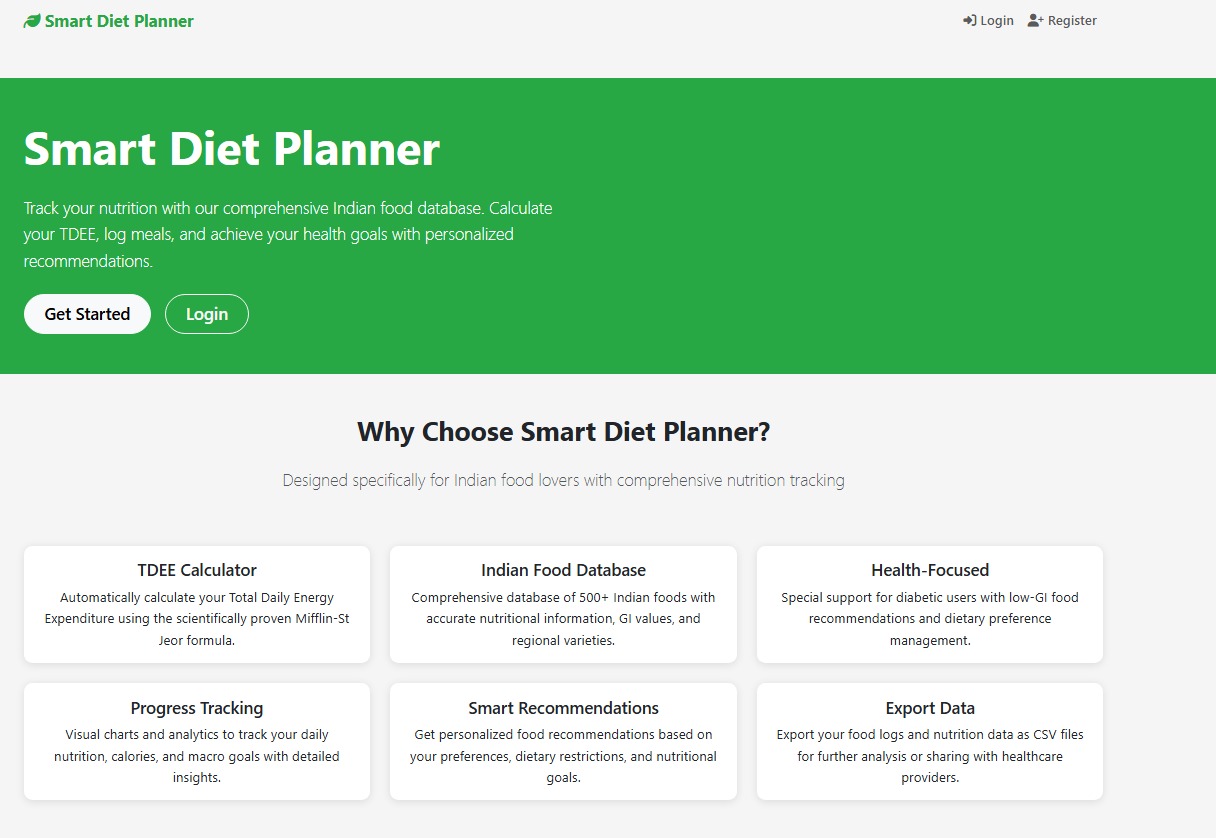 Smart Diet Planner
Login
Register
Smart Diet Planner
Track your nutrition with our comprehensive Indian food database. Calculate
your TDEE, log meals, and achieve your health goals with personalized
recommendations.
Get Started
Login
Why Choose Smart Diet Planner?
Designed specifically for Indian food lovers with comprehensive nutrition tracking
TDEE Calculator
Automatically calculate your Total Daily Energy
Expenditure using the scientifically proven Mifflin-St
Jeor formula.
Indian Food Database
Comprehensive database of 500+ Indian foods with
accurate nutritional information, GI values, and
regional varieties.
Health-Focused
Special support for diabetic users with low-GI food
recommendations and dietary preference
management.
Progress Tracking
Visual charts and analytics to track your daily
nutrition, calories, and macro goals with detailed
insights.
Smart Recommendations
Get personalized food recommendations based on
your preferences, dietary restrictions, and nutritional
goals.
Export Data
Export your food logs and nutrition data as CSV files
for further analysis or sharing with healthcare
providers.